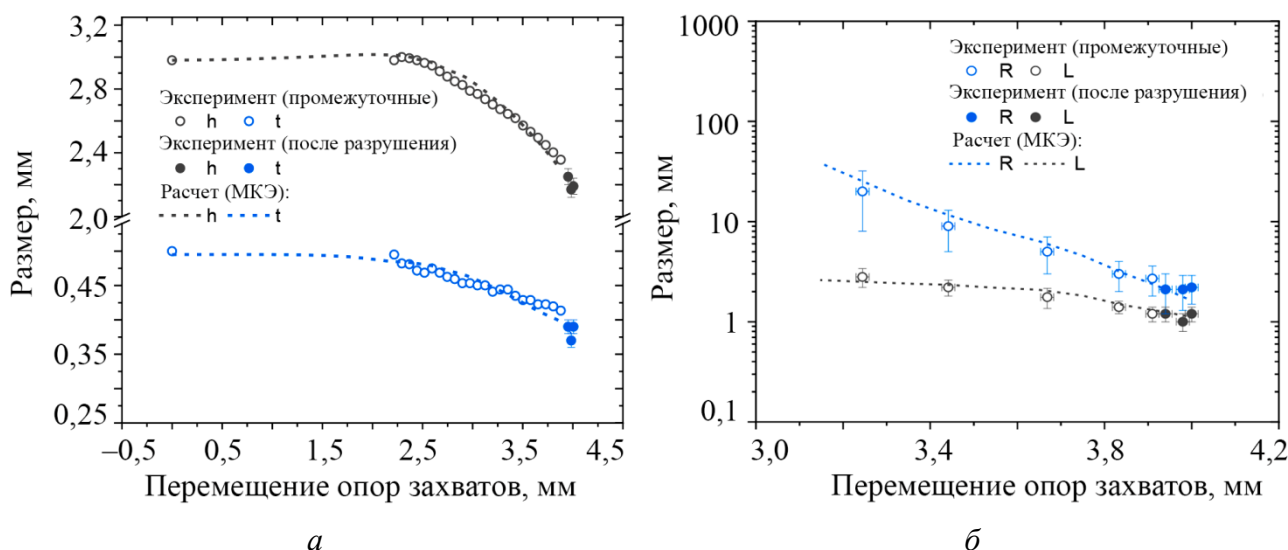 3,2
2,8
2,4
2,0
0,45
0,35
0,25
Размер, мм
Эксперимент (промежуточные)
h t
Эксперимент (после разрушения)
h t
Расчет (МКЭ):
h t
–0,5 0,5 1,5 2,5 3,5 4,5
Перемещение опор захватов, мм
а
1000
100
10
1
0,1
Размер, мм
Эксперимент (промежуточные)
R L
Эксперимент (после разрушения)
R L
Расчет (МКЭ):
R L
3,0 3,4 3,8 4,2
Перемещение опор захватов, мм
б